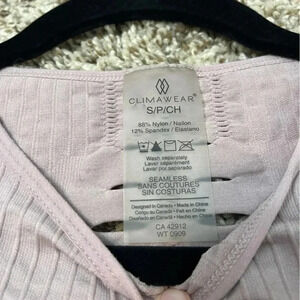 CLIMAWEAR®
S/P/CH
88% Nylon / Nailon
12% Spandex / Elastano
Wash separately
Laver séparément
Lavar por separado
SEAMLESS
SANS COUTURES
SIN COSTURAS
Designed in Canada • Made in China
Conçu au Canada • Fait en Chine
Diseñado en Canadá • Hecho en China
CA 42912
WT 0909